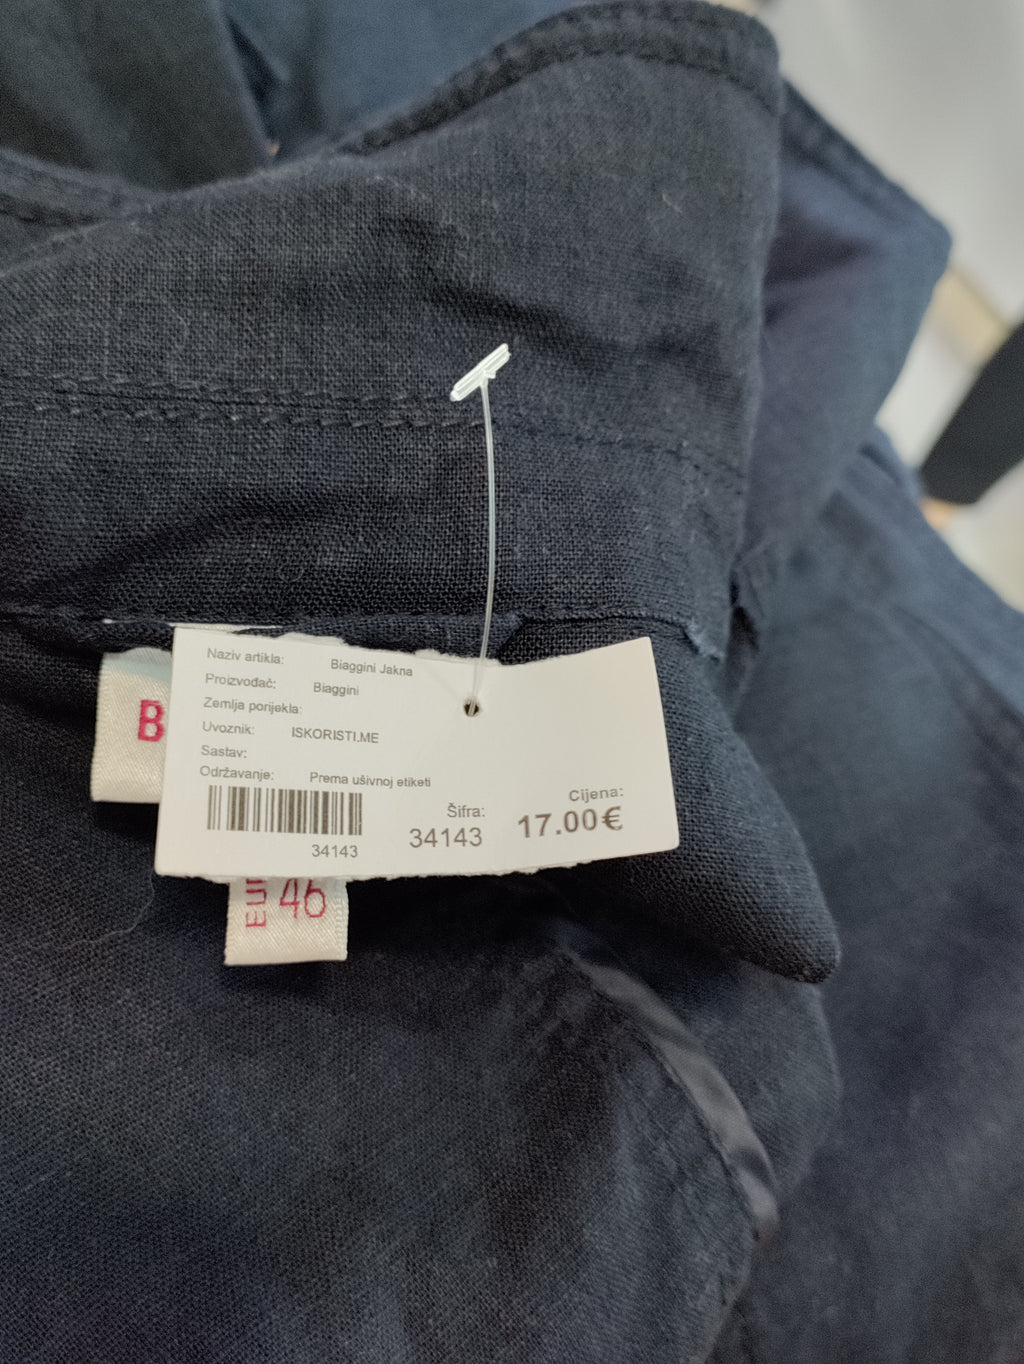 Naziv artikla: Biaggini Jakna
Proizvođač: Biaggini
Zemlja porijekla:
Uvoznik: ISKORISTI.ME
Sastav:
Održavanje: Prema ušivnoj etiketi
34143
Šifra:
34143
Cijena:
17.00€
B
EUR 46